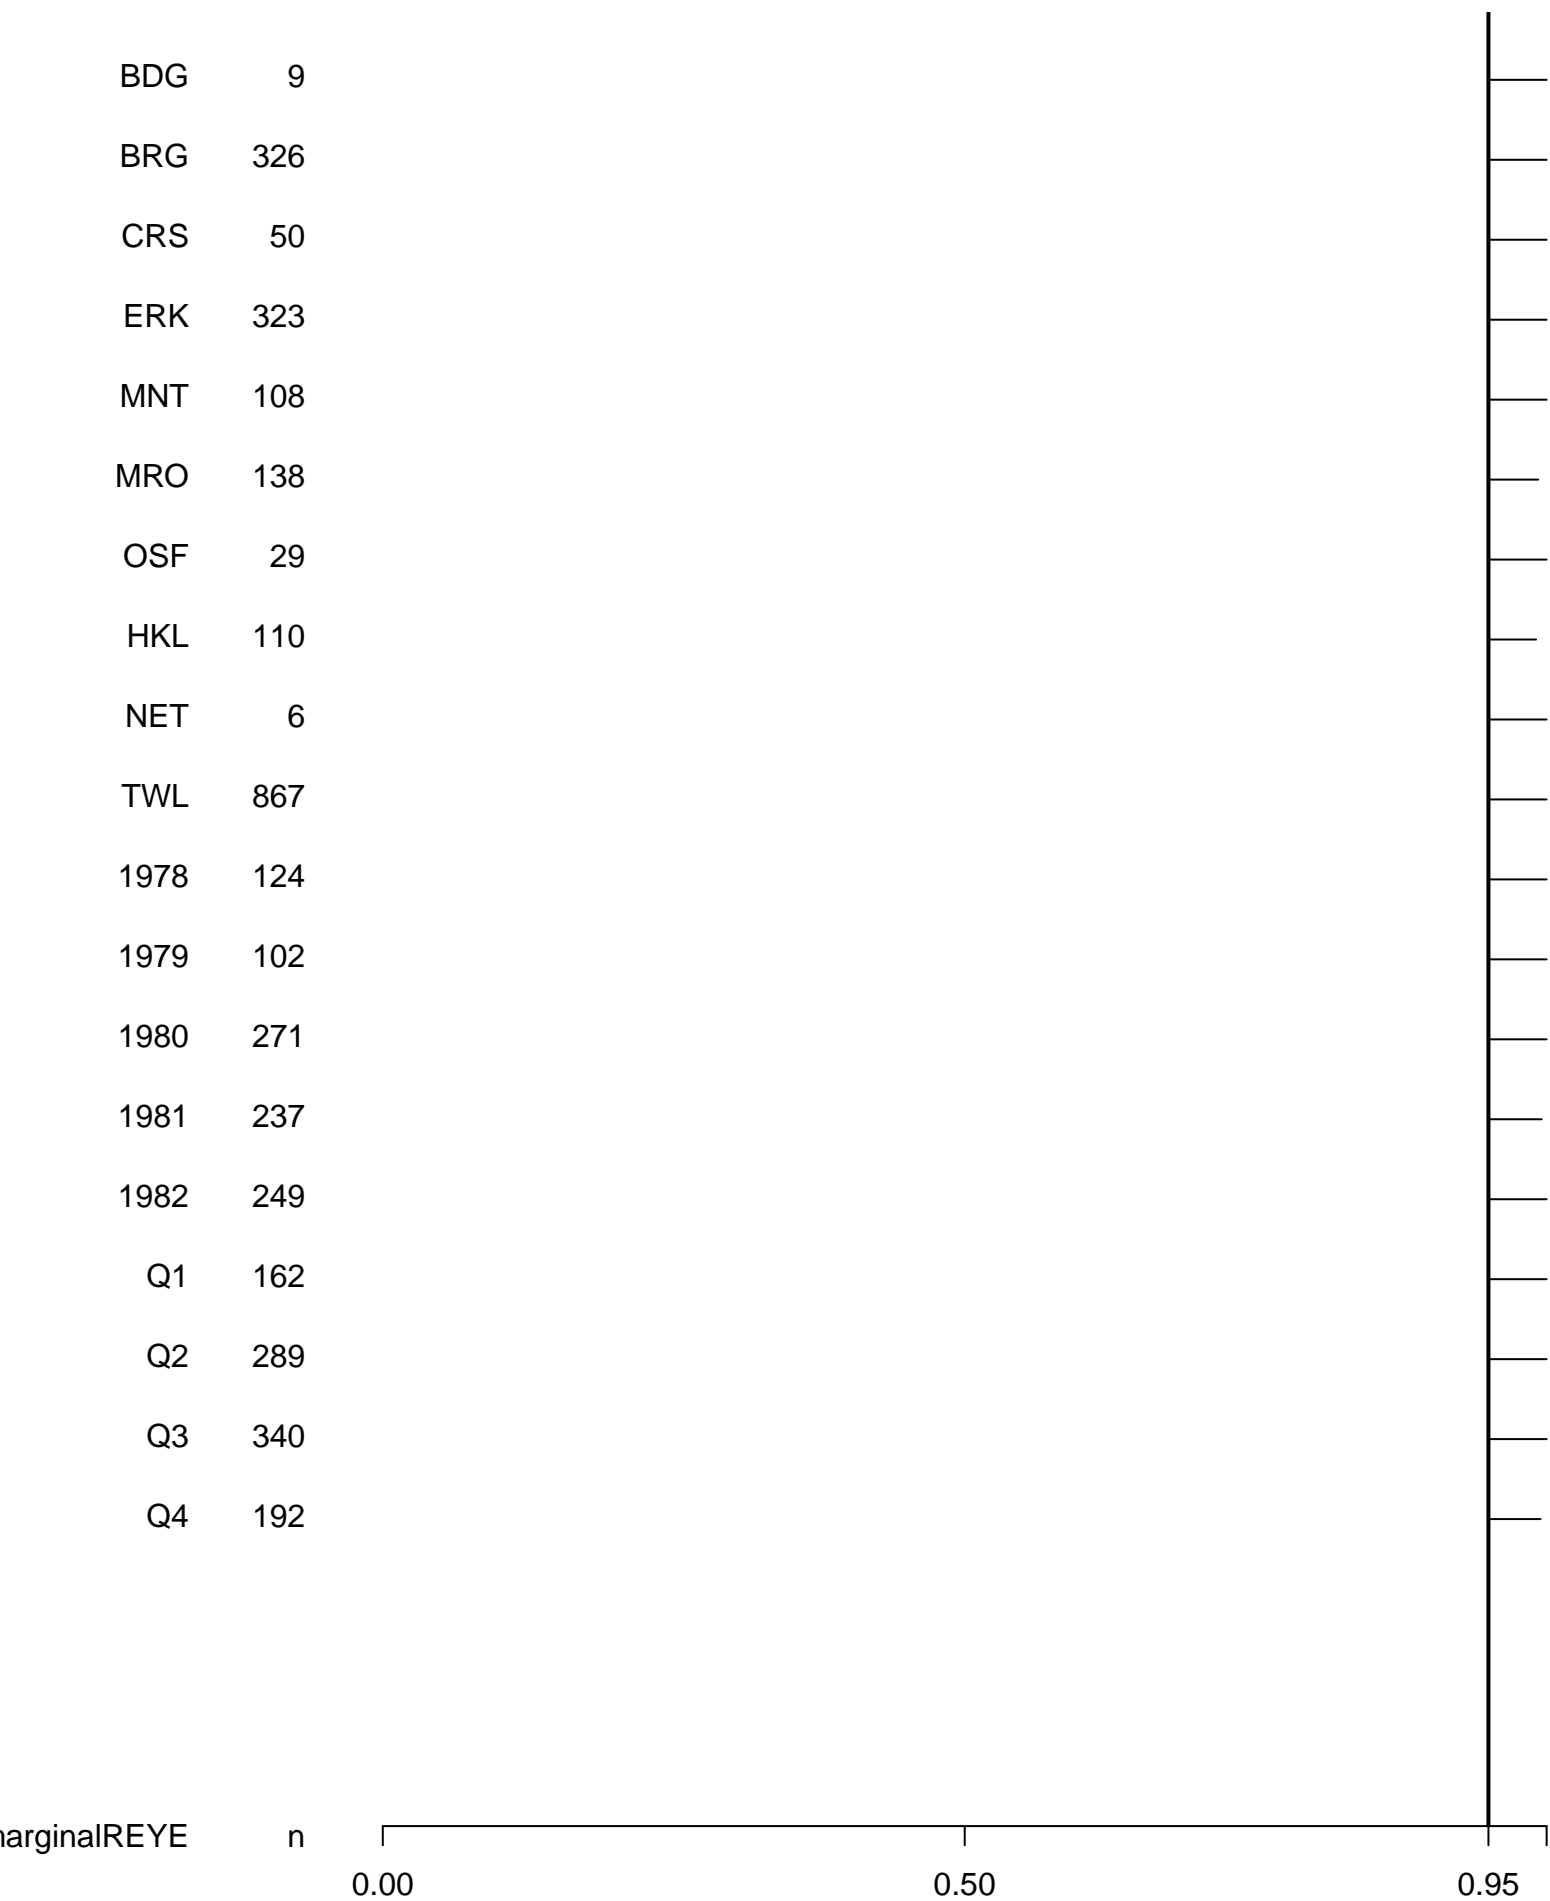 BDG 9
BRG 326
CRS 50
ERK 323
MNT 108
MRO 138
OSF 29
HKL 110
NET 6
TWL 867
1978 124
1979 102
1980 271
1981 237
1982 249
Q1 162
Q2 289
Q3 340
Q4 192
arginalREYE n
0.00 0.50 0.95